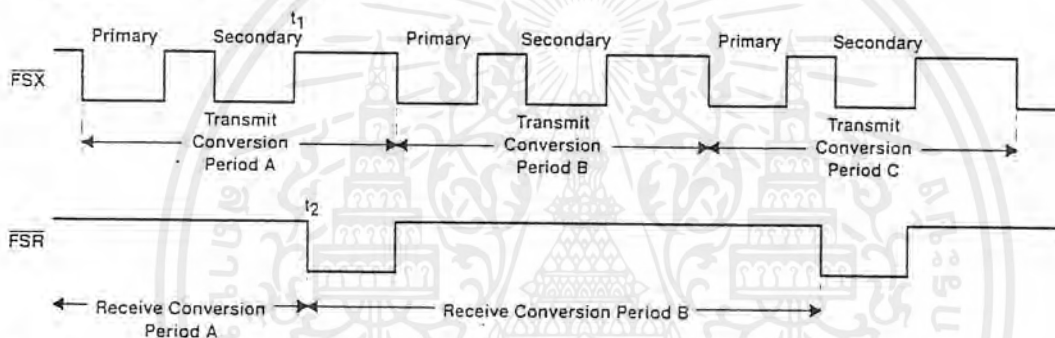 t1
Primary Secondary Primary Secondary Primary Secondary
FSX
Transmit Conversion Period A
Transmit Conversion Period B
Transmit Conversion Period C
t2
FSR
Receive Conversion Period A
Receive Conversion Period B